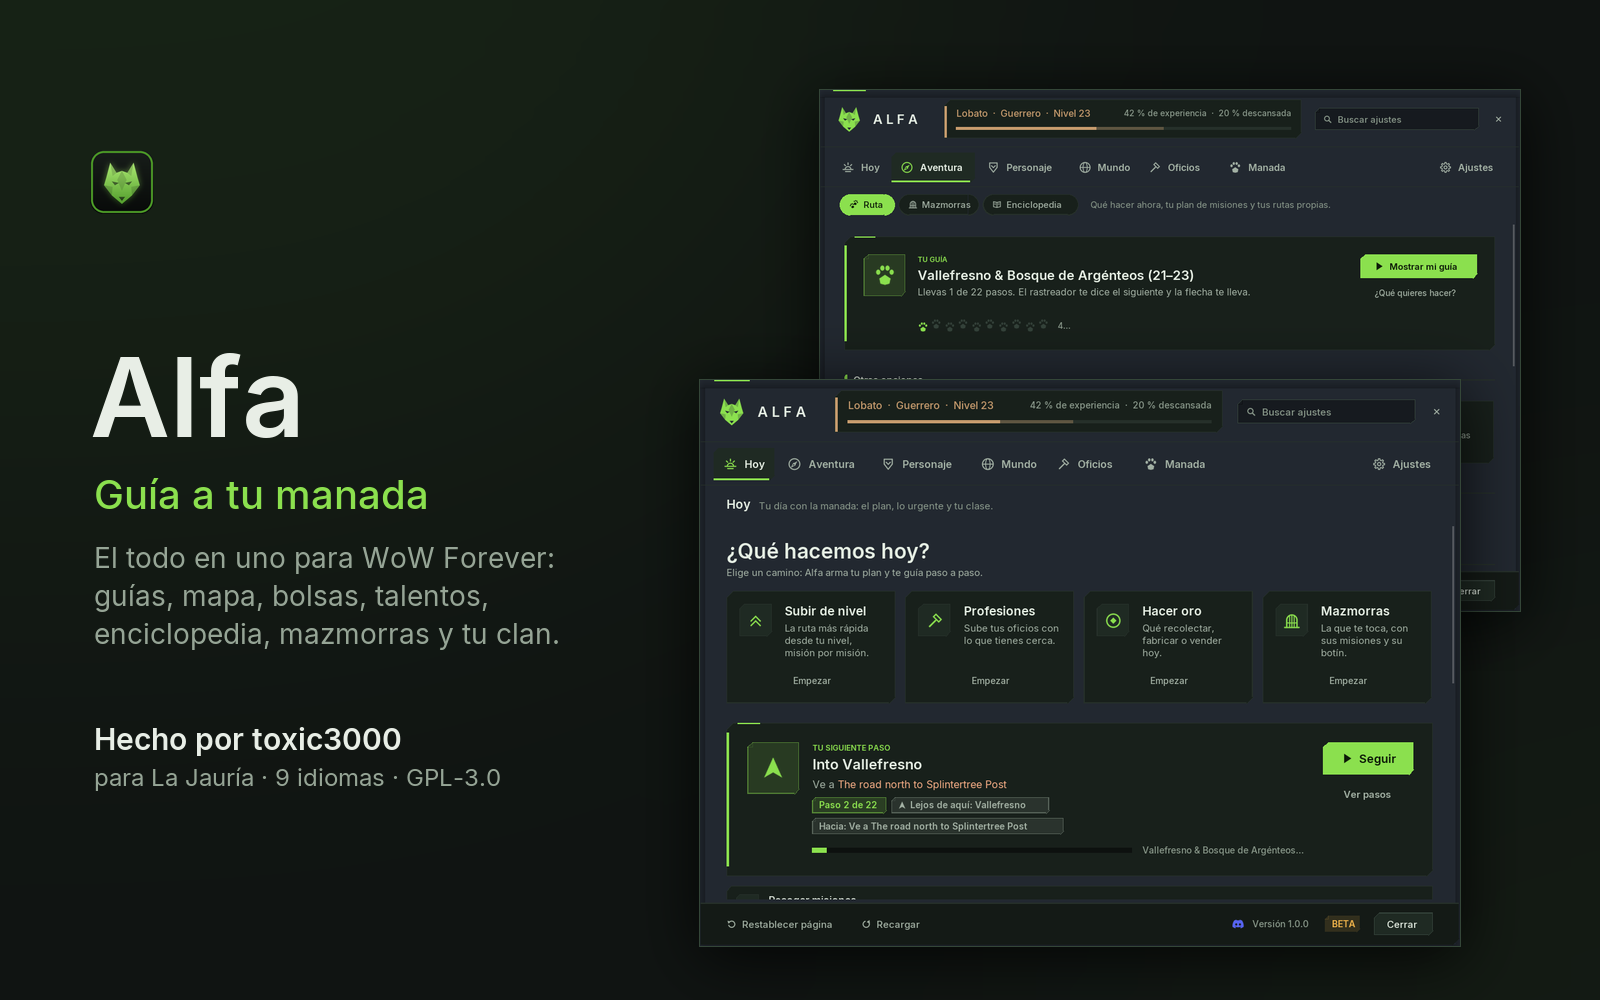 Alfa
Guía a tu manada
El todo en uno para WoW Forever:
guías, mapa, bolsas, talentos,
enciclopedia, mazmorras y tu clan.
Hecho por toxic3000
para La Jauría · 9 idiomas · GPL-3.0
ALFA
Lobato · Guerrero · Nivel 23
42 % de experiencia · 20 % descansada
Buscar ajustes
Hoy
Aventura
Personaje
Mundo
Oficios
Manada
Ajustes
Ruta
Mazmorras
Enciclopedia
Qué hacer ahora, tu plan de misiones y tus rutas propias.
TU GUÍA
Vallefresno & Bosque de Argénteos (21–23)
Llevas 1 de 22 pasos. El rastreador te dice el siguiente y la flecha te lleva.
4...
Mostrar mi guía
¿Qué quieres hacer?
ALFA
Lobato · Guerrero · Nivel 23
42 % de experiencia · 20 % descansada
Buscar ajustes
Hoy
Aventura
Personaje
Mundo
Oficios
Manada
Ajustes
Hoy
Tu día con la manada: el plan, lo urgente y tu clase.
¿Qué hacemos hoy?
Elige un camino: Alfa arma tu plan y te guía paso a paso.
Subir de nivel
La ruta más rápida
desde tu nivel,
misión por misión.
Empezar
Profesiones
Sube tus oficios con
lo que tienes cerca.
Empezar
Hacer oro
Qué recolectar,
fabricar o vender
hoy.
Empezar
Mazmorras
La que te toca, con
sus misiones y su
botín.
Empezar
TU SIGUIENTE PASO
Into Vallefresno
Ve a The road north to Splintertree Post
Paso 2 de 22
Lejos de aquí: Vallefresno
Hacia: Ve a The road north to Splintertree Post
Vallefresno & Bosque de Argénteos...
Seguir
Ver pasos
Restablecer página
Recargar
Versión 1.0.0
BETA
Cerrar